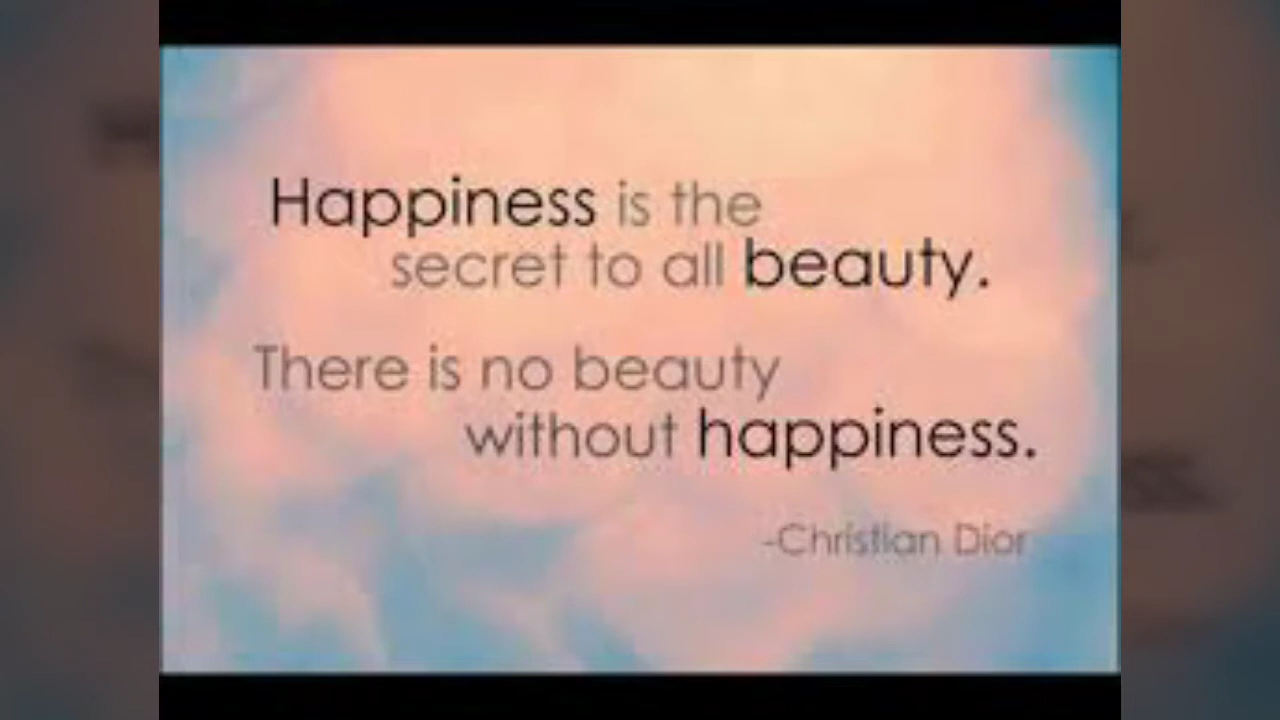 Happiness is the
secret to all beauty.
There is no beauty
without happiness.
-Christian Dior